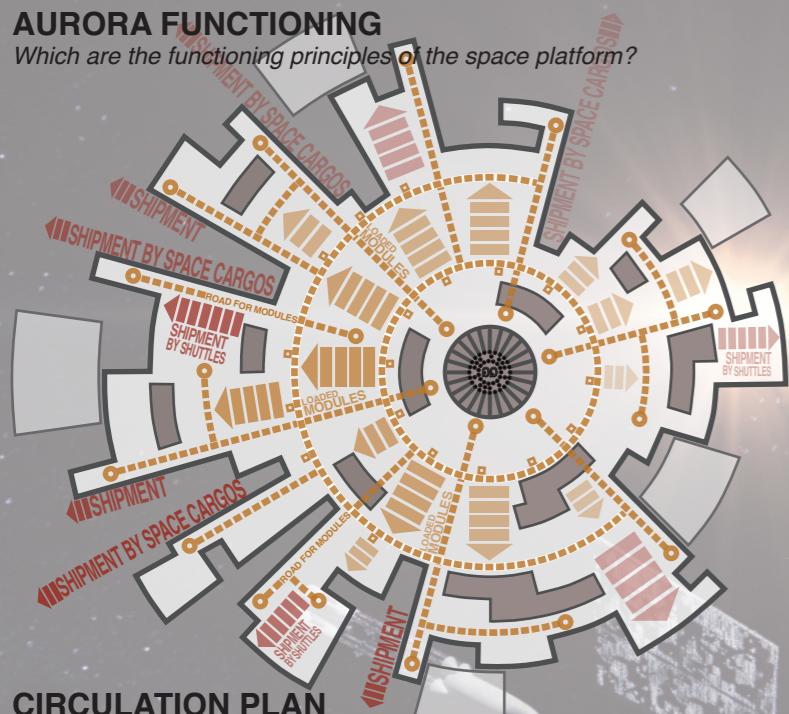 AURORA FUNCTIONING
Which are the functioning principles of the space platform?
SHIPMENT BY SPACE CARGOS
SHIPMENT BY SPACE CARGOS
SHIPMENT
SHIPMENT BY SPACE CARGOS
LOADED
MODULES
ROAD FOR MODULES
SHIPMENT
BY SHUTTLES
SHIPMENT
BY SHUTTLES
LOADED
MODULES
SHIPMENT
SHIPMENT BY SPACE CARGOS
LOADED
MODULES
ROAD FOR MODULES
SHIPMENT
BY SHUTTLES
SHIPMENT
CIRCULATION PLAN